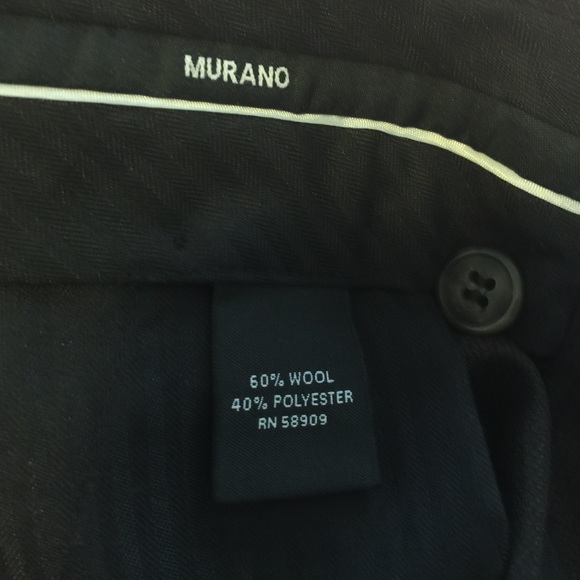 MURANO
60% WOOL
40% POLYESTER
RN 58909